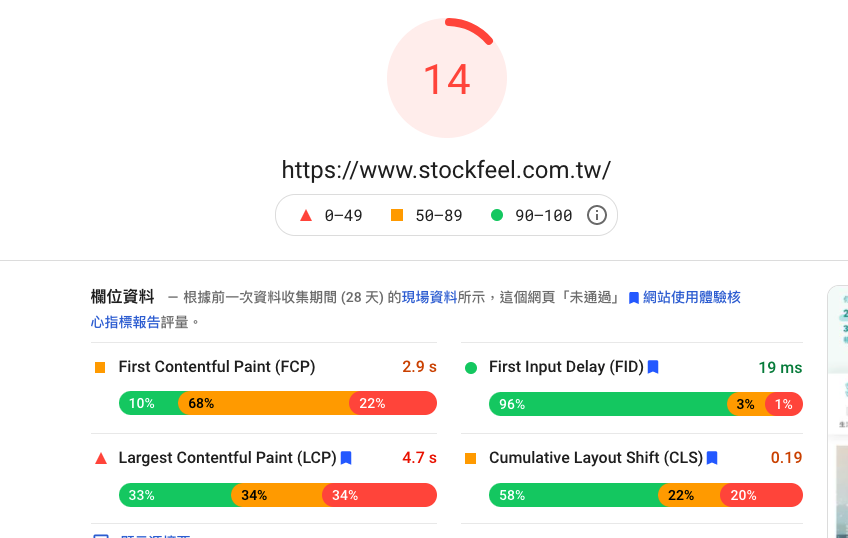 14
https://www.stockfeel.com.tw/
0–49 50–89 90–100
欄位資料 — 根據前一次資料收集期間 (28 天) 的現場資料所示，這個網頁「未通過」 網站使用體驗核
心指標報告評量。
First Contentful Paint (FCP) 2.9 s
10% 68% 22%
First Input Delay (FID) 19 ms
96% 3% 1%
Largest Contentful Paint (LCP) 4.7 s
33% 34% 34%
Cumulative Layout Shift (CLS) 0.19
58% 22% 20%